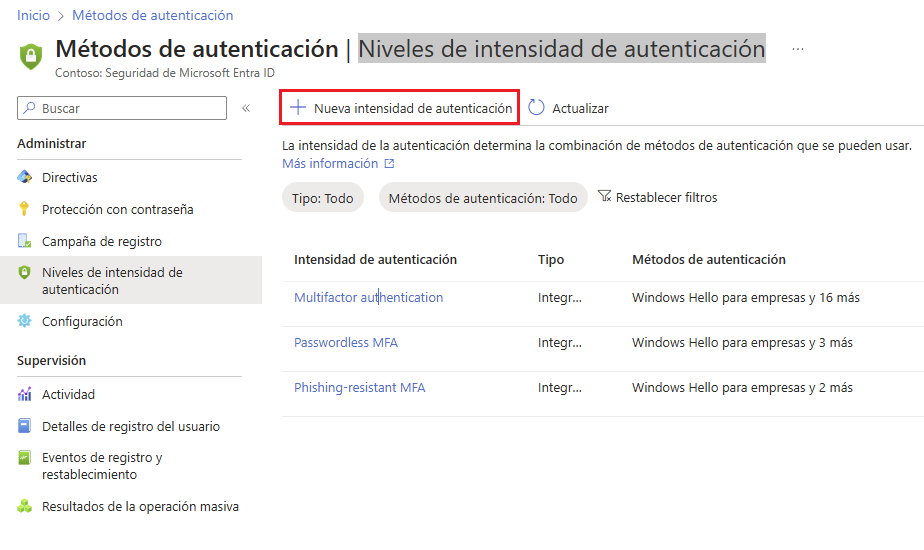 Inicio > Métodos de autenticación
Métodos de autenticación | Niveles de intensidad de autenticación ...
Contoso: Seguridad de Microsoft Entra ID
Buscar «
Administrar
Directivas
Protección con contraseña
Campaña de registro
Niveles de intensidad de
autenticación
Configuración
Supervisión
Actividad
Detalles de registro del usuario
Eventos de registro y
restablecimiento
Resultados de la operación masiva
Nueva intensidad de autenticación Actualizar
La intensidad de la autenticación determina la combinación de métodos de autenticación que se pueden usar.
Más información
Tipo: Todo Métodos de autenticación: Todo Restablecer filtros
Intensidad de autenticación Tipo Métodos de autenticación
Multifactor authentication Integr... Windows Hello para empresas y 16 más
Passwordless MFA Integr... Windows Hello para empresas y 3 más
Phishing-resistant MFA Integr... Windows Hello para empresas y 2 más